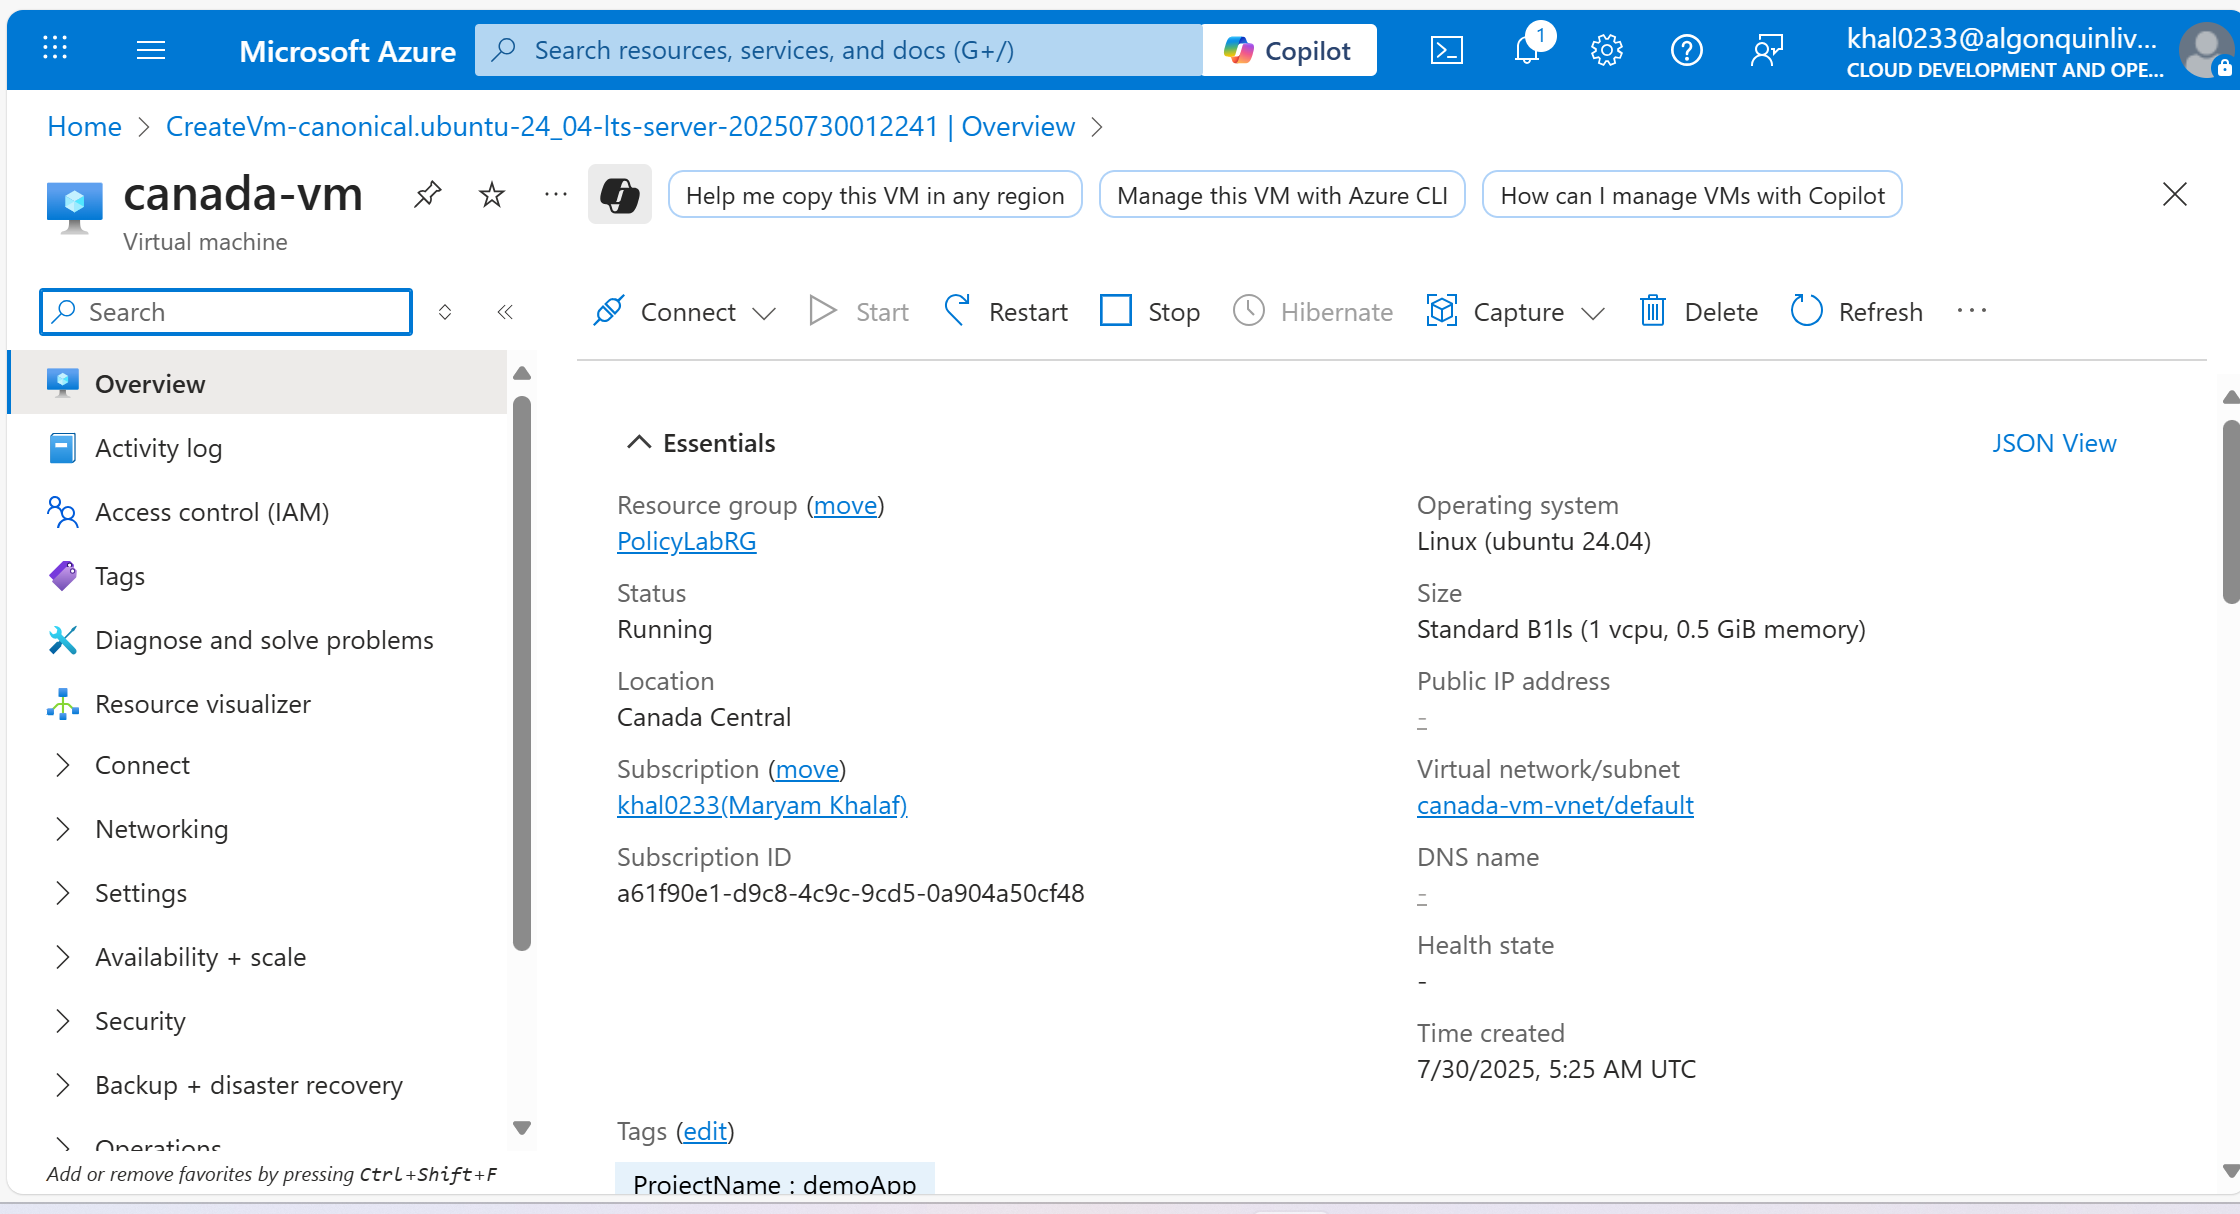 Microsoft Azure
Search resources, services, and docs (G+/)
Copilot
1
khal0233@algonquinliv...
CLOUD DEVELOPMENT AND OPE...
Home > CreateVm-canonical.ubuntu-24_04-lts-server-20250730012241 | Overview >
canada-vm
Virtual machine
Help me copy this VM in any region
Manage this VM with Azure CLI
How can I manage VMs with Copilot
Search
Connect
Start
Restart
Stop
Hibernate
Capture
Delete
Refresh
Overview
Activity log
Access control (IAM)
Tags
Diagnose and solve problems
Resource visualizer
Connect
Networking
Settings
Availability + scale
Security
Backup + disaster recovery
Operations
Add or remove favorites by pressing Ctrl+Shift+F
Essentials
JSON View
Resource group (move)
PolicyLabRG
Status
Running
Location
Canada Central
Subscription (move)
khal0233(Maryam Khalaf)
Subscription ID
a61f90e1-d9c8-4c9c-9cd5-0a904a50cf48
Operating system
Linux (ubuntu 24.04)
Size
Standard B1ls (1 vcpu, 0.5 GiB memory)
Public IP address
-
Virtual network/subnet
canada-vm-vnet/default
DNS name
-
Health state
-
Time created
7/30/2025, 5:25 AM UTC
Tags (edit)
ProjectName : demoApp